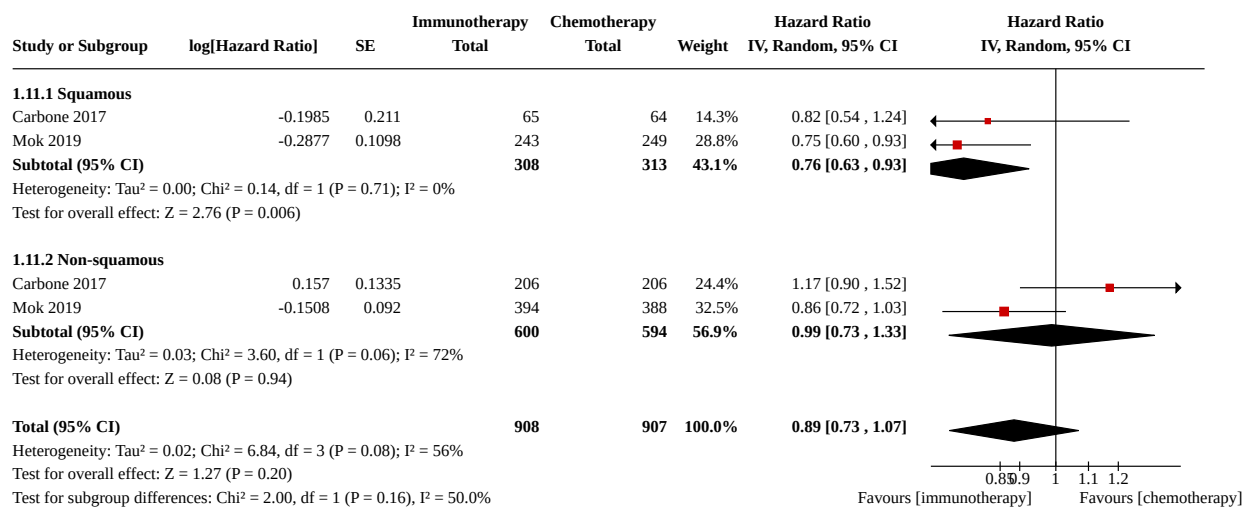 Immunotherapy Chemotherapy Hazard Ratio Hazard Ratio
Study or Subgroup log[Hazard Ratio] SE Total Total Weight IV, Random, 95% CI IV, Random, 95% CI
1.11.1 Squamous
Carbone 2017 -0.1985 0.211 65 64 14.3% 0.82 [0.54 , 1.24]
Mok 2019 -0.2877 0.1098 243 249 28.8% 0.75 [0.60 , 0.93]
Subtotal (95% CI) 308 313 43.1% 0.76 [0.63 , 0.93]
Heterogeneity: Tau² = 0.00; Chi² = 0.14, df = 1 (P = 0.71); I² = 0%
Test for overall effect: Z = 2.76 (P = 0.006)
1.11.2 Non-squamous
Carbone 2017 0.157 0.1335 206 206 24.4% 1.17 [0.90 , 1.52]
Mok 2019 -0.1508 0.092 394 388 32.5% 0.86 [0.72 , 1.03]
Subtotal (95% CI) 600 594 56.9% 0.99 [0.73 , 1.33]
Heterogeneity: Tau² = 0.03; Chi² = 3.60, df = 1 (P = 0.06); I² = 72%
Test for overall effect: Z = 0.08 (P = 0.94)
Total (95% CI) 908 907 100.0% 0.89 [0.73 , 1.07]
Heterogeneity: Tau² = 0.02; Chi² = 6.84, df = 3 (P = 0.08); I² = 56%
Test for overall effect: Z = 1.27 (P = 0.20)
0.85 0.9 1 1.1 1.2
Test for subgroup differences: Chi² = 2.00, df = 1 (P = 0.16), I² = 50.0%
Favours [immunotherapy] Favours [chemotherapy]